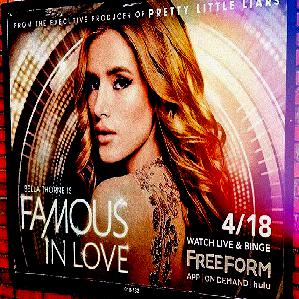 FROM THE EXECUTIVE PRODUCER OF PRETTY LITTLE LIARS
BELLA THORNE IS
FAMOUS
IN LOVE
4/18
WATCH LIVE & BINGE
FREEFORM
APP | ON DEMAND | hulu